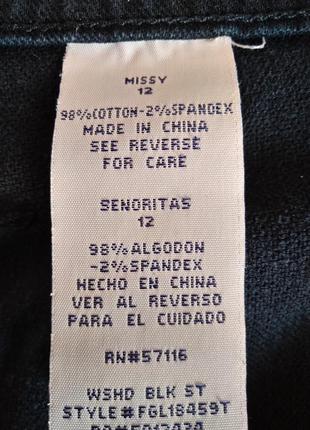 MISSY
12
98%COTTON-2%SPANDEX
MADE IN CHINA
SEE REVERSE
FOR CARE
SEÑORITAS
12
98%ALGODON
-2%SPANDEX
HECHO EN CHINA
VER AL REVERSO
PARA EL CUIDADO
RN#57116
WSHD BLK ST
STYLE#FGL18459T